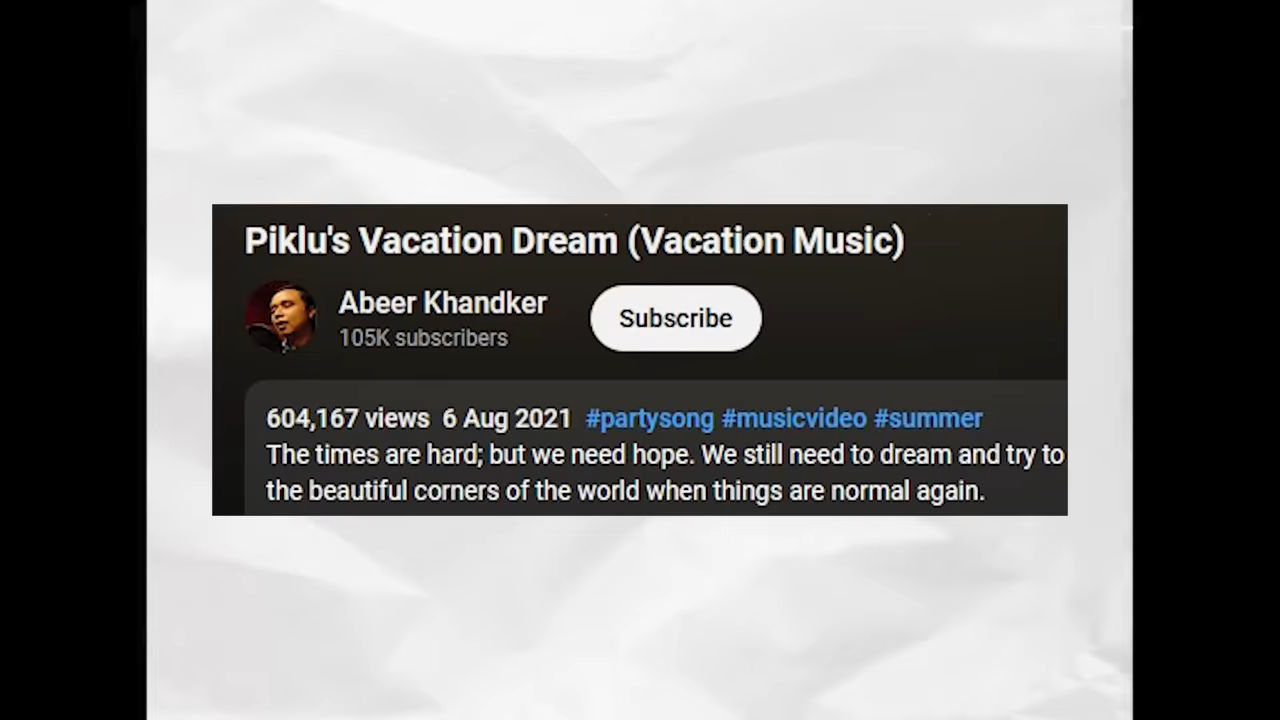 Piklu's Vacation Dream (Vacation Music)
Abeer Khandker
105K subscribers
Subscribe
604,167 views 6 Aug 2021 #partysong #musicvideo #summer
The times are hard; but we need hope. We still need to dream and try to
the beautiful corners of the world when things are normal again.